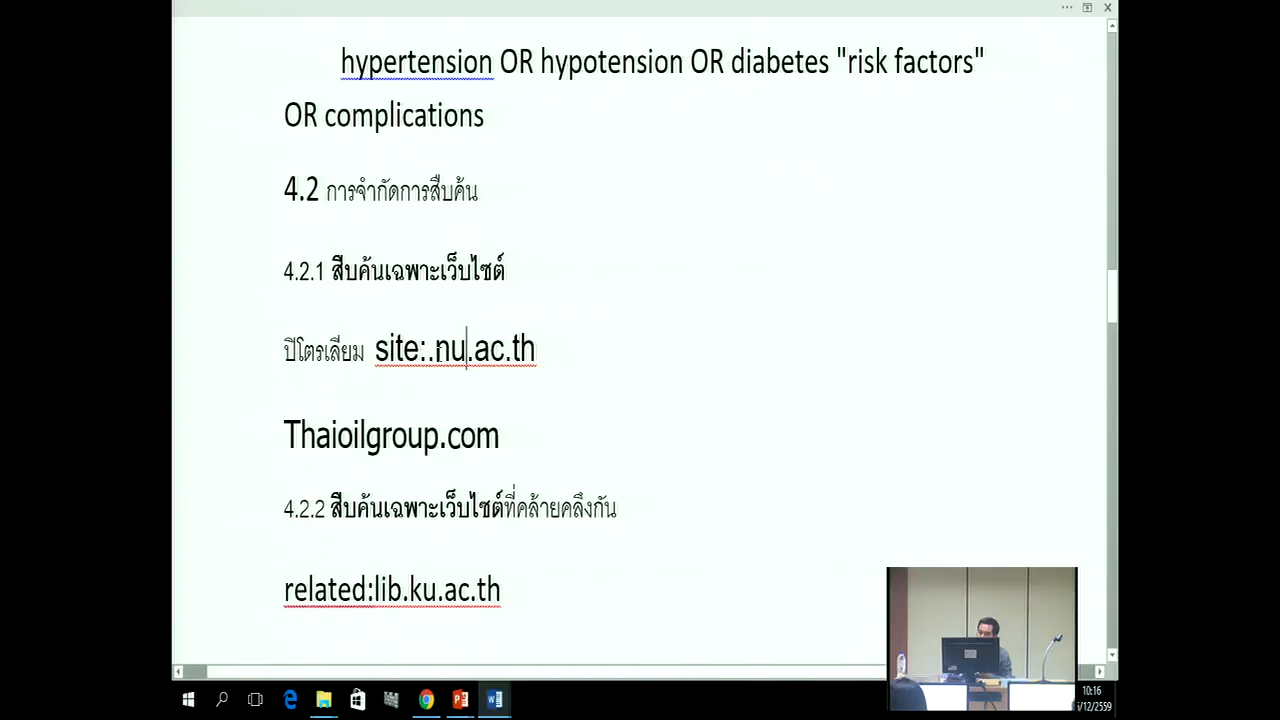 hypertension OR hypotension OR diabetes "risk factors"
OR complications
4.2 การจำกัดการสืบค้น
4.2.1 สืบค้นเฉพาะเว็บไซต์
ปิโตรเลียม site:.nu.ac.th
Thaioilgroup.com
4.2.2 สืบค้นเฉพาะเว็บไซต์ที่คล้ายคลึงกัน
related:lib.ku.ac.th
10:16
/12/2559